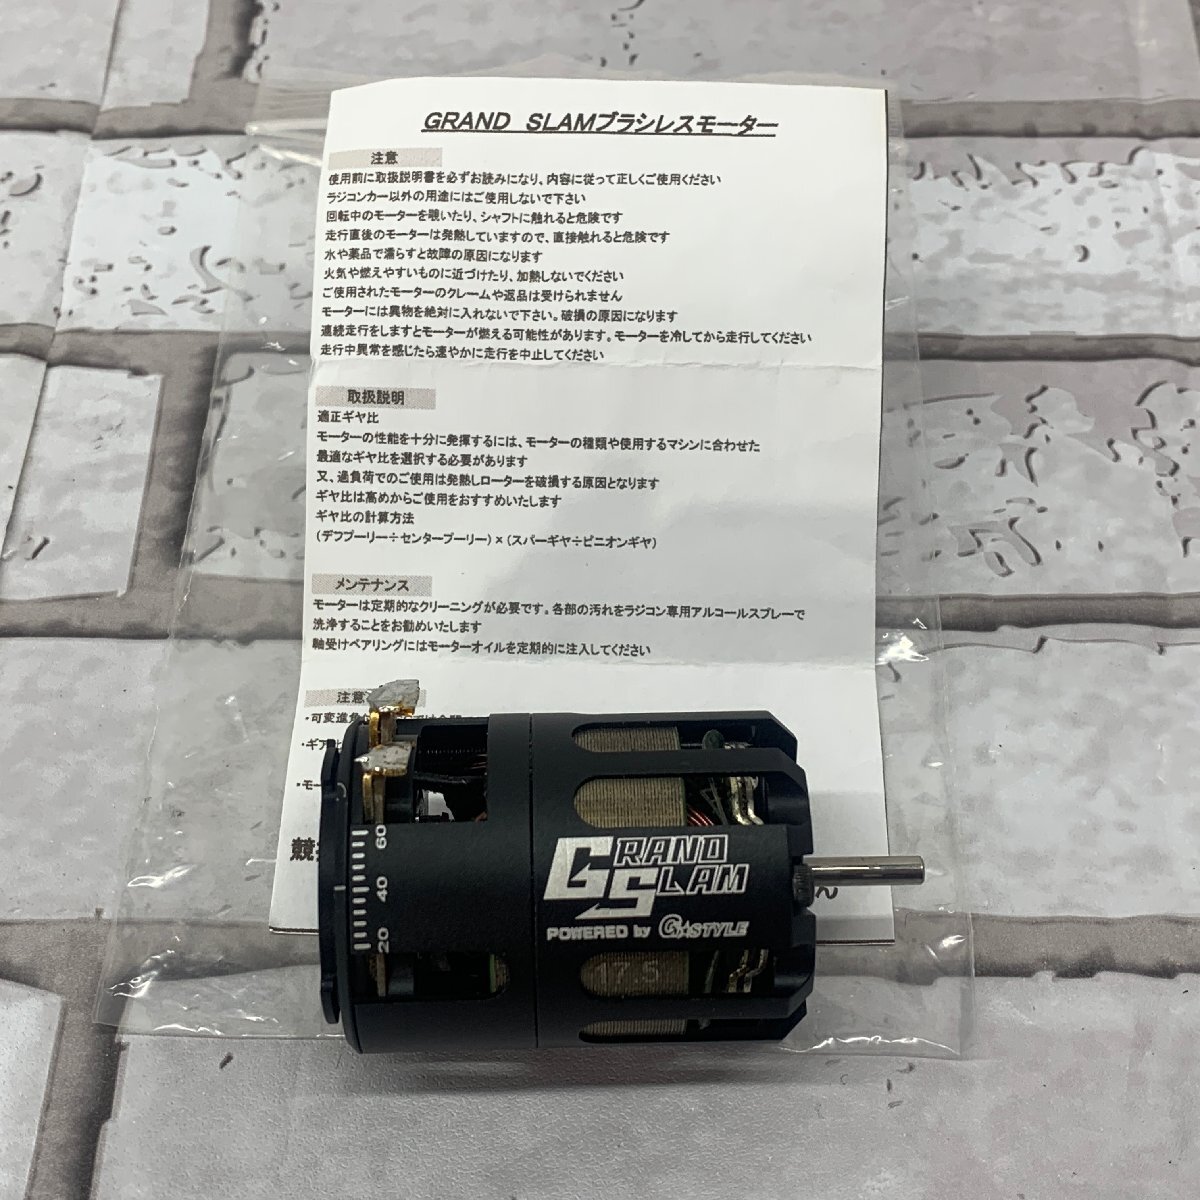 GRAND SLAMブラシレスモーター
注意
使用前に取扱説明書を必ずお読みになり、内容に従って正しくご使用ください
ラジコンカー以外の用途にはご使用しないで下さい
回転中のモーターを覗いたり、シャフトに触れると危険です
走行直後のモーターは発熱していますので、直接触れると危険です
水や薬品で濡らすと故障の原因になります
火気や燃えやすいものに近づけたり、加熱しないでください
ご使用されたモーターのクレームや返品は受けられません
モーターには異物を絶対に入れないで下さい。破損の原因になります
連続走行をしますとモーターが燃える可能性があります。モーターを冷してから走行してください
走行中異常を感じたら速やかに走行を中止してください
取扱説明
適正ギヤ比
モーターの性能を十分に発揮するには、モーターの種類や使用するマシンに合わせた
最適なギヤ比を選択する必要があります
又、過負荷でのご使用は発熱しローターを破損する原因となります
ギヤ比は高めからご使用をおすすめいたします
ギヤ比の計算方法
(デフプーリー÷センタープーリー)×(スパーギヤ÷ピニオンギヤ)
メンテナンス
モーターは定期的なクリーニングが必要です。各部の汚れをラジコン専用アルコールスプレーで
洗浄することをお勧めいたします
軸受けベアリングにはモーターオイルを定期的に注入してください
注意
・可変進角
・ギア
・モー
60
40
20
GRAND
SLAM
POWERED by G☆STYLE
17.5